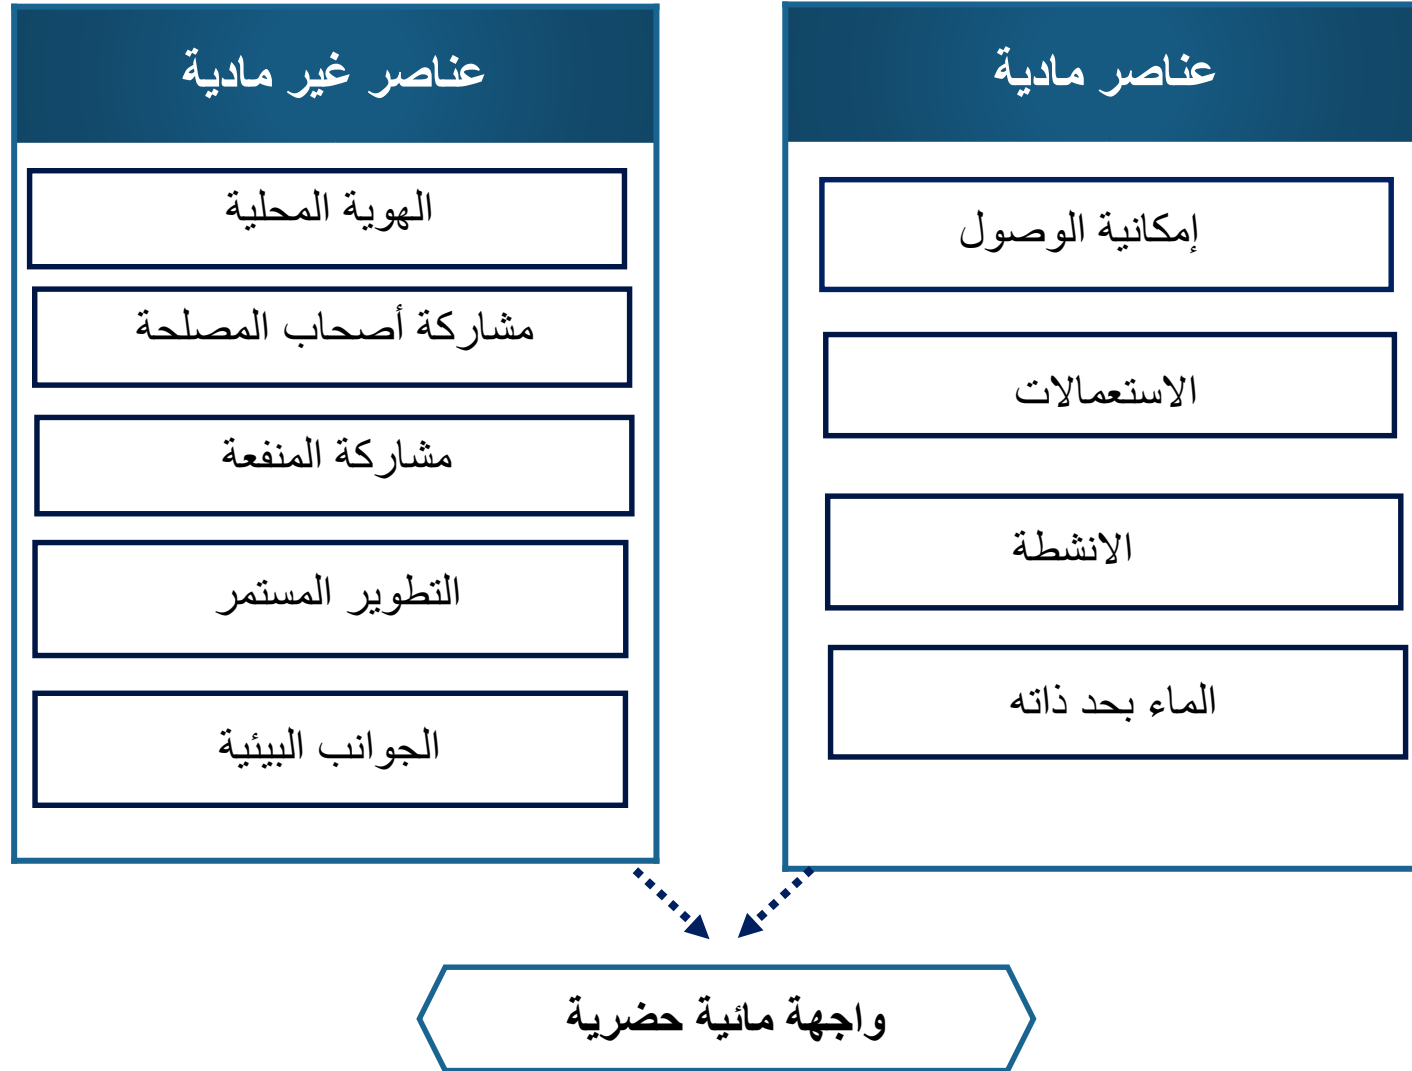 عناصر مادية
إمكانية الوصول
الاستعمالات
الانشطة
الماء بحد ذاته
عناصر غير مادية
الهوية المحلية
مشاركة أصحاب المصلحة
مشاركة المنفعة
التطوير المستمر
الجوانب البيئية
واجهة مائية حضرية